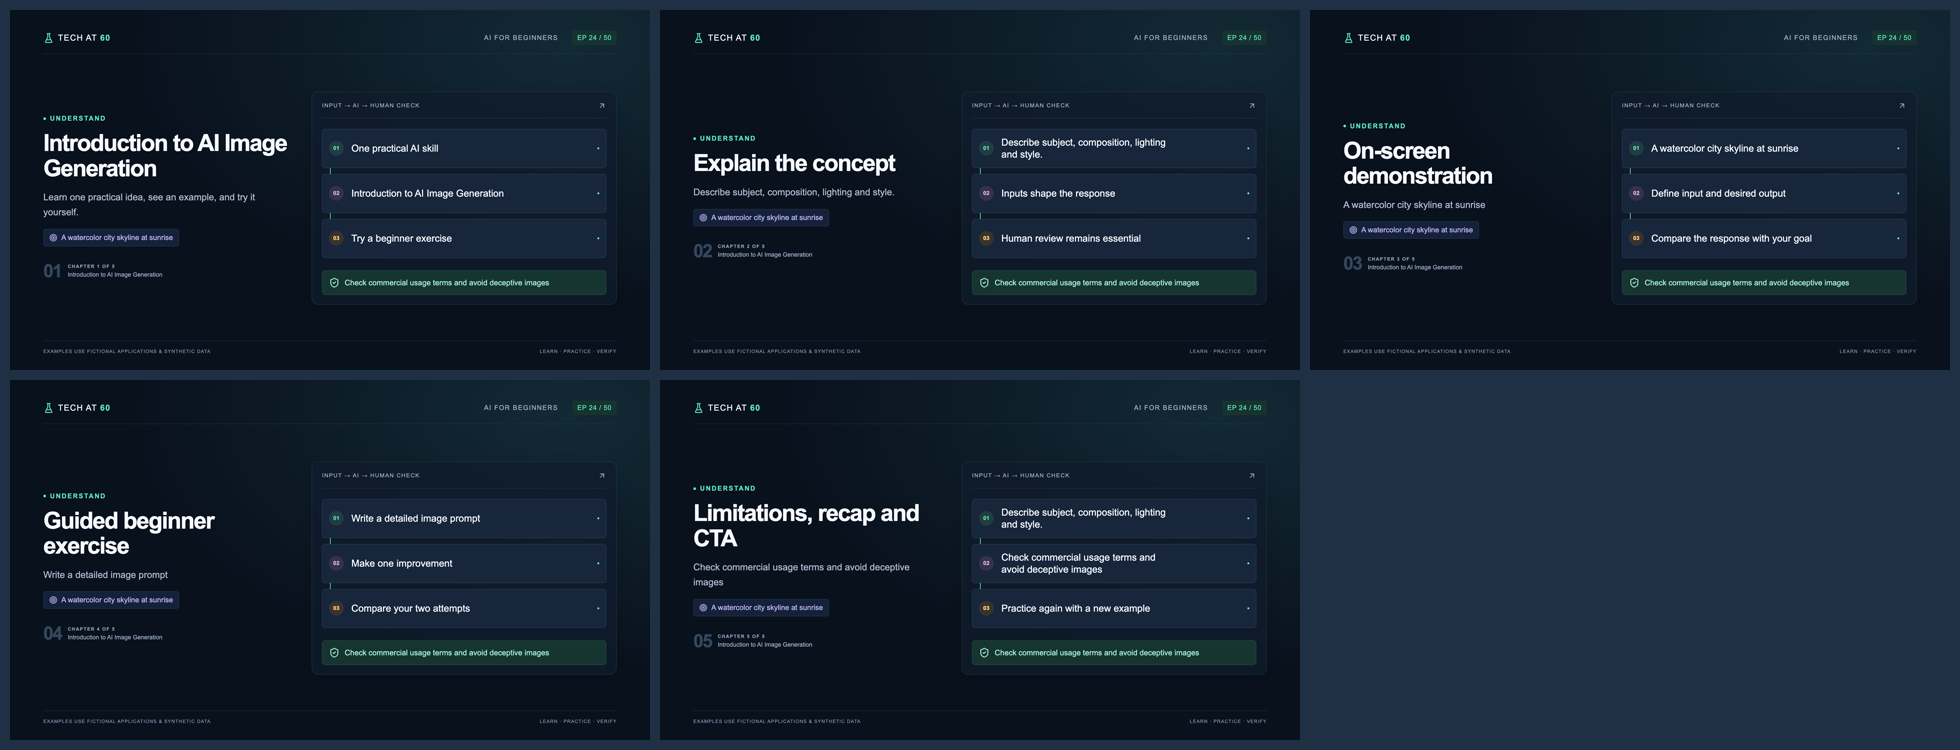 TECH AT 60
AI FOR BEGINNERS
EP 24 / 50
UNDERSTAND
Introduction to AI Image
Generation
Learn one practical idea, see an example, and try it
yourself.
A watercolor city skyline at sunrise
01
CHAPTER 1 OF 5
Introduction to AI Image Generation
INPUT → AI → HUMAN CHECK
01 One practical AI skill
02 Introduction to AI Image Generation
03 Try a beginner exercise
Check commercial usage terms and avoid deceptive images
EXAMPLES USE FICTIONAL APPLICATIONS & SYNTHETIC DATA
LEARN · PRACTICE · VERIFY
TECH AT 60
AI FOR BEGINNERS
EP 24 / 50
UNDERSTAND
Explain the concept
Describe subject, composition, lighting and style.
A watercolor city skyline at sunrise
02
CHAPTER 2 OF 5
Introduction to AI Image Generation
INPUT → AI → HUMAN CHECK
01 Describe subject, composition, lighting
and style.
02 Inputs shape the response
03 Human review remains essential
Check commercial usage terms and avoid deceptive images
EXAMPLES USE FICTIONAL APPLICATIONS & SYNTHETIC DATA
LEARN · PRACTICE · VERIFY
TECH AT 60
AI FOR BEGINNERS
EP 24 / 50
UNDERSTAND
On-screen
demonstration
A watercolor city skyline at sunrise
A watercolor city skyline at sunrise
03
CHAPTER 3 OF 5
Introduction to AI Image Generation
INPUT → AI → HUMAN CHECK
01 A watercolor city skyline at sunrise
02 Define input and desired output
03 Compare the response with your goal
Check commercial usage terms and avoid deceptive images
EXAMPLES USE FICTIONAL APPLICATIONS & SYNTHETIC DATA
LEARN · PRACTICE · VERIFY
TECH AT 60
AI FOR BEGINNERS
EP 24 / 50
UNDERSTAND
Guided beginner
exercise
Write a detailed image prompt
A watercolor city skyline at sunrise
04
CHAPTER 4 OF 5
Introduction to AI Image Generation
INPUT → AI → HUMAN CHECK
01 Write a detailed image prompt
02 Make one improvement
03 Compare your two attempts
Check commercial usage terms and avoid deceptive images
EXAMPLES USE FICTIONAL APPLICATIONS & SYNTHETIC DATA
LEARN · PRACTICE · VERIFY
TECH AT 60
AI FOR BEGINNERS
EP 24 / 50
UNDERSTAND
Limitations, recap and
CTA
Check commercial usage terms and avoid deceptive
images
A watercolor city skyline at sunrise
05
CHAPTER 5 OF 5
Introduction to AI Image Generation
INPUT → AI → HUMAN CHECK
01 Describe subject, composition, lighting
and style.
02 Check commercial usage terms and
avoid deceptive images
03 Practice again with a new example
Check commercial usage terms and avoid deceptive images
EXAMPLES USE FICTIONAL APPLICATIONS & SYNTHETIC DATA
LEARN · PRACTICE · VERIFY